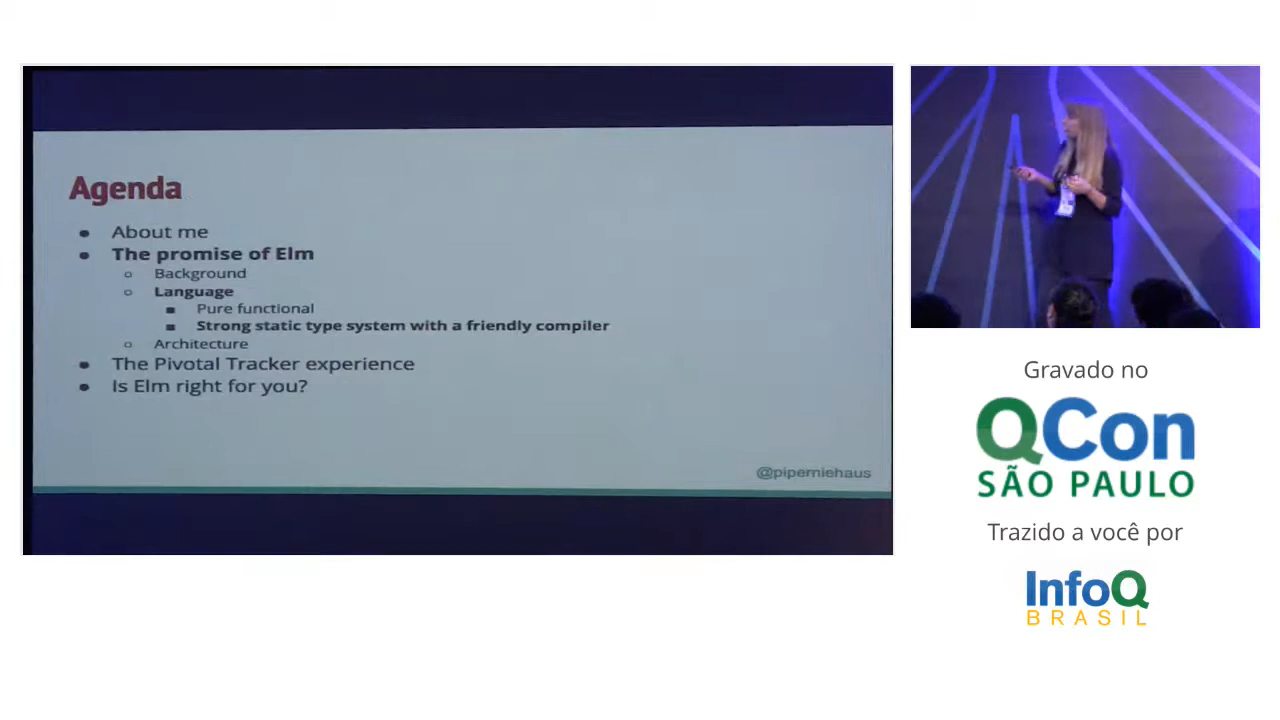 Agenda
About me
The promise of Elm
Background
Language
Pure functional
Strong static type system with a friendly compiler
Architecture
The Pivotal Tracker experience
Is Elm right for you?
@piperniehaus
Gravado no
QCon
SÃO PAULO
Trazido a você por
InfoQ
BRASIL